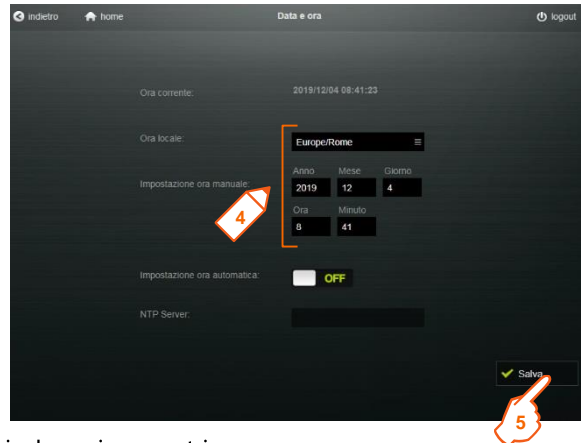 indietro home Data e ora logout
Ora corrente: 2019/12/04 08:41:23
Ora locale: Europe/Rome
Anno Mese Giorno
Impostazione ora manuale: 2019 12 4
4
Ora Minuto
8 41
Impostazione ora automatica: OFF
NTP Server:
Salva
5